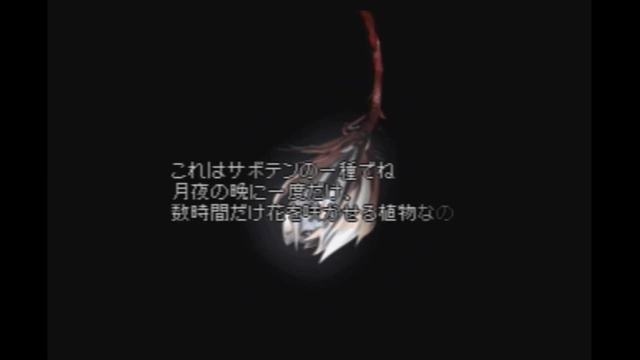 これはサボテンの一種でね
月夜の晩に一度だけ、
数時間だけ花を咲かせる植物なの